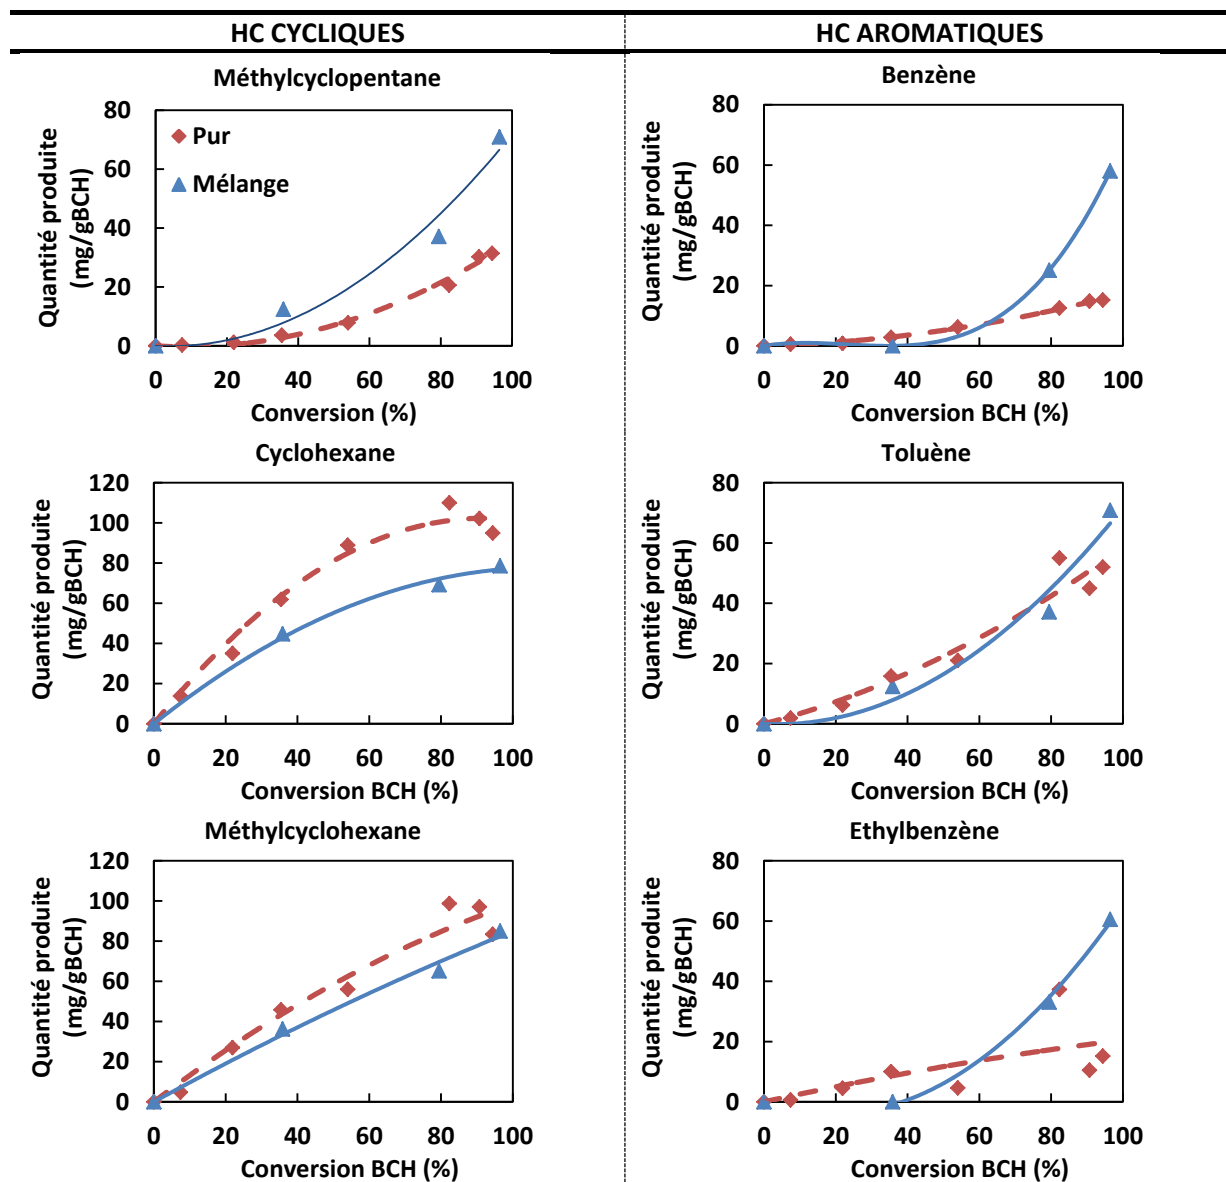 HC CYCLIQUES
HC AROMATIQUES
Méthylcyclopentane
Quantité produite
(mg/gBCH)
80
60
40
20
0
Pur
Mélange
0 20 40 60 80 100
Conversion (%)
Benzène
Quantité produite
(mg/gBCH)
80
60
40
20
0
0 20 40 60 80 100
Conversion BCH (%)
Cyclohexane
Quantité produite
(mg/gBCH)
120
100
80
60
40
20
0
0 20 40 60 80 100
Conversion BCH (%)
Toluène
Quantité produite
(mg/gBCH)
80
60
40
20
0
0 20 40 60 80 100
Conversion BCH (%)
Méthylcyclohexane
Quantité produite
(mg/gBCH)
120
100
80
60
40
20
0
0 20 40 60 80 100
Conversion BCH (%)
Ethylbenzène
Quantité produite
(mg/gBCH)
80
60
40
20
0
0 20 40 60 80 100
Conversion BCH (%)